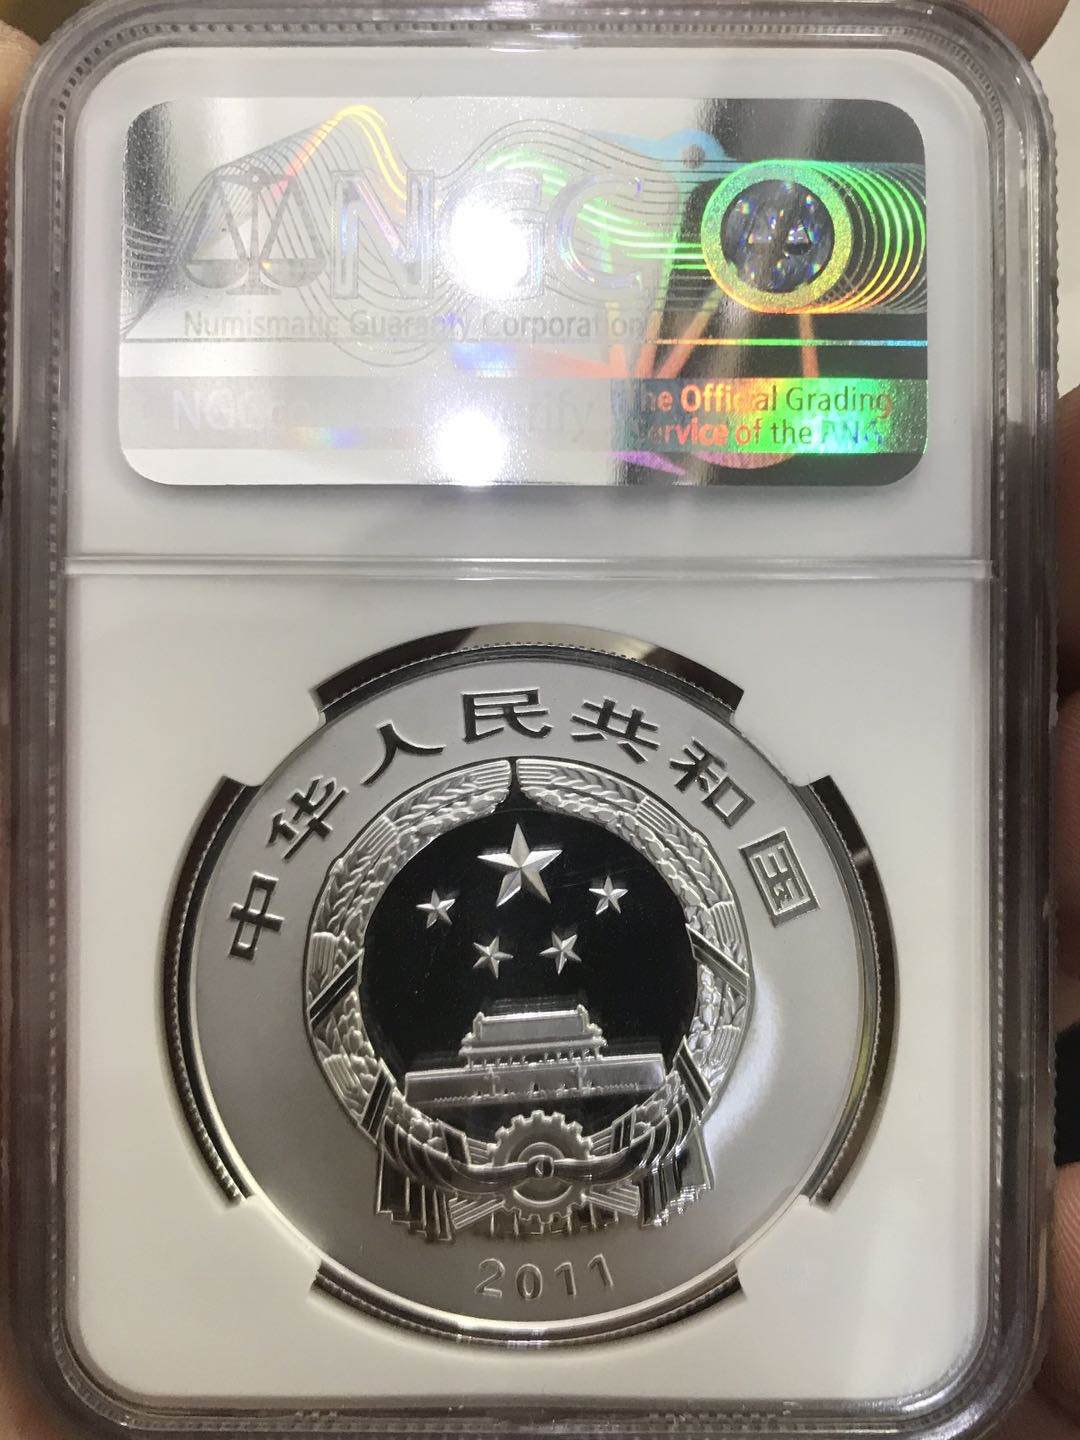 NGC
Numismatic Guaranty Corporation
The Official Grading
Service of the PNG
中华人民共和国
2011